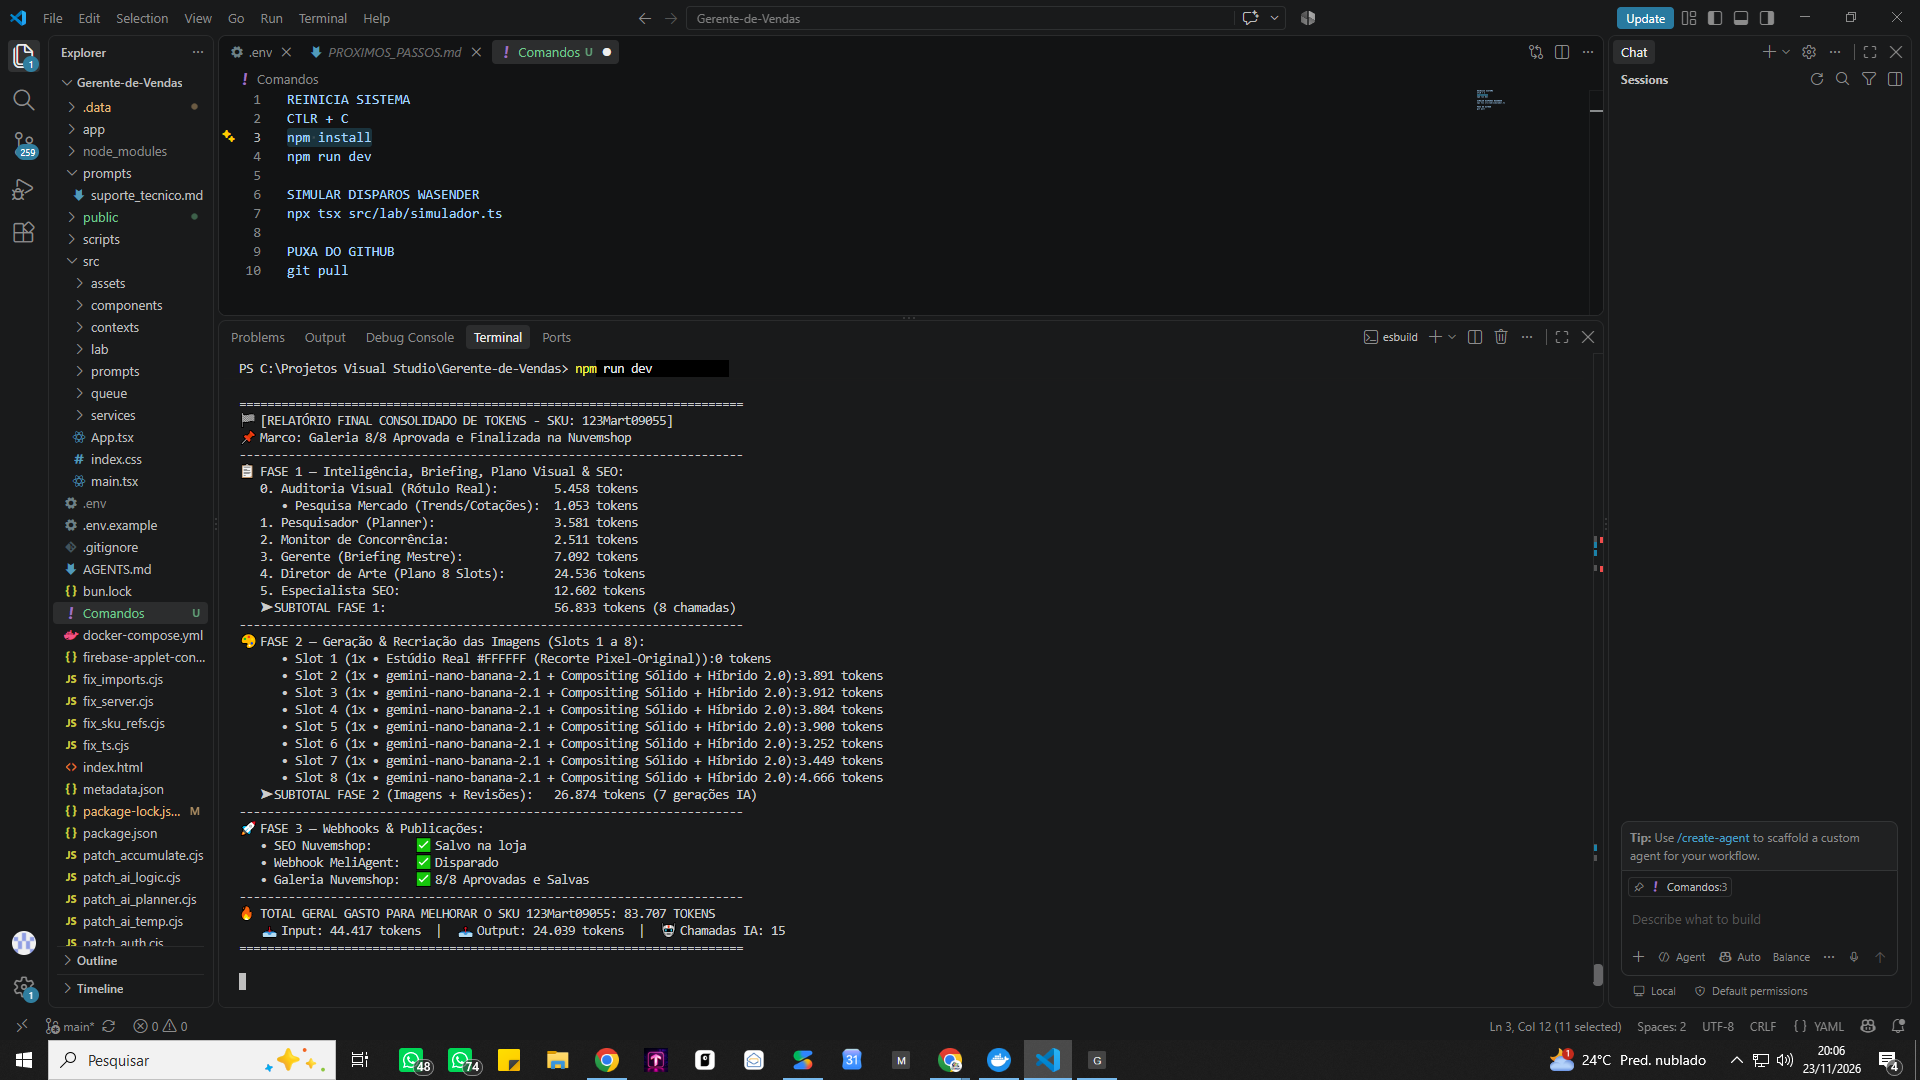 File Edit Selection View Go Run Terminal Help
Gerente-de-Vendas
Update
Explorer
Gerente-de-Vendas
.data
app
node_modules
prompts
suporte_tecnico.md
public
scripts
src
assets
components
contexts
lab
prompts
queue
services
App.tsx
index.css
main.tsx
.env
.env.example
.gitignore
AGENTS.md
bun.lock
Comandos U
docker-compose.yml
firebase-applet-con...
fix_imports.cjs
fix_server.cjs
fix_sku_refs.cjs
fix_ts.cjs
index.html
metadata.json
package-lock.js... M
package.json
patch_accumulate.cjs
patch_ai_logic.cjs
patch_ai_planner.cjs
patch_ai_temp.cjs
patch_auth.cjs
Outline
Timeline
1
259
1
.env
PROXIMOS_PASSOS.md
Comandos U
Comandos
1 REINICIA SISTEMA
2 CTLR + C
3 npm install
4 npm run dev
5
6 SIMULAR DISPAROS WASENDER
7 npx tsx src/lab/simulador.ts
8
9 PUXA DO GITHUB
10 git pull
Problems Output Debug Console Terminal Ports
esbuild
PS C:\Projetos Visual Studio\Gerente-de-Vendas> npm run dev
========================================================================
[RELATÓRIO FINAL CONSOLIDADO DE TOKENS - SKU: 123Mart09055]
Marco: Galeria 8/8 Aprovada e Finalizada na Nuvemshop
------------------------------------------------------------------------
FASE 1 — Inteligência, Briefing, Plano Visual & SEO:
0. Auditoria Visual (Rótulo Real): 5.458 tokens
• Pesquisa Mercado (Trends/Cotações): 1.053 tokens
1. Pesquisador (Planner): 3.581 tokens
2. Monitor de Concorrência: 2.511 tokens
3. Gerente (Briefing Mestre): 7.092 tokens
4. Diretor de Arte (Plano 8 Slots): 24.536 tokens
5. Especialista SEO: 12.602 tokens
➤SUBTOTAL FASE 1: 56.833 tokens (8 chamadas)
------------------------------------------------------------------------
FASE 2 — Geração & Recriação das Imagens (Slots 1 a 8):
• Slot 1 (1x • Estúdio Real #FFFFFF (Recorte Pixel-Original)):0 tokens
• Slot 2 (1x • gemini-nano-banana-2.1 + Compositing Sólido + Híbrido 2.0):3.891 tokens
• Slot 3 (1x • gemini-nano-banana-2.1 + Compositing Sólido + Híbrido 2.0):3.912 tokens
• Slot 4 (1x • gemini-nano-banana-2.1 + Compositing Sólido + Híbrido 2.0):3.804 tokens
• Slot 5 (1x • gemini-nano-banana-2.1 + Compositing Sólido + Híbrido 2.0):3.900 tokens
• Slot 6 (1x • gemini-nano-banana-2.1 + Compositing Sólido + Híbrido 2.0):3.252 tokens
• Slot 7 (1x • gemini-nano-banana-2.1 + Compositing Sólido + Híbrido 2.0):3.449 tokens
• Slot 8 (1x • gemini-nano-banana-2.1 + Compositing Sólido + Híbrido 2.0):4.666 tokens
➤SUBTOTAL FASE 2 (Imagens + Revisões): 26.874 tokens (7 gerações IA)
------------------------------------------------------------------------
FASE 3 — Webhooks & Publicações:
• SEO Nuvemshop: ✅ Salvo na loja
• Webhook MeliAgent: ✅ Disparado
• Galeria Nuvemshop: ✅ 8/8 Aprovadas e Salvas
------------------------------------------------------------------------
TOTAL GERAL GASTO PARA MELHORAR O SKU 123Mart09055: 83.707 TOKENS
Input: 44.417 tokens | Output: 24.039 tokens | Chamadas IA: 15
========================================================================
Chat
Sessions
Tip: Use /create-agent to scaffold a custom
agent for your workflow.
Comandos:3
Describe what to build
Agent Auto Balance
Local Default permissions
main* 0 0
Ln 3, Col 12 (11 selected) Spaces: 2 UTF-8 CRLF { } YAML
Pesquisar
48
74
31
M
G
1
24°C Pred. nublado
20:06
23/11/2026
4